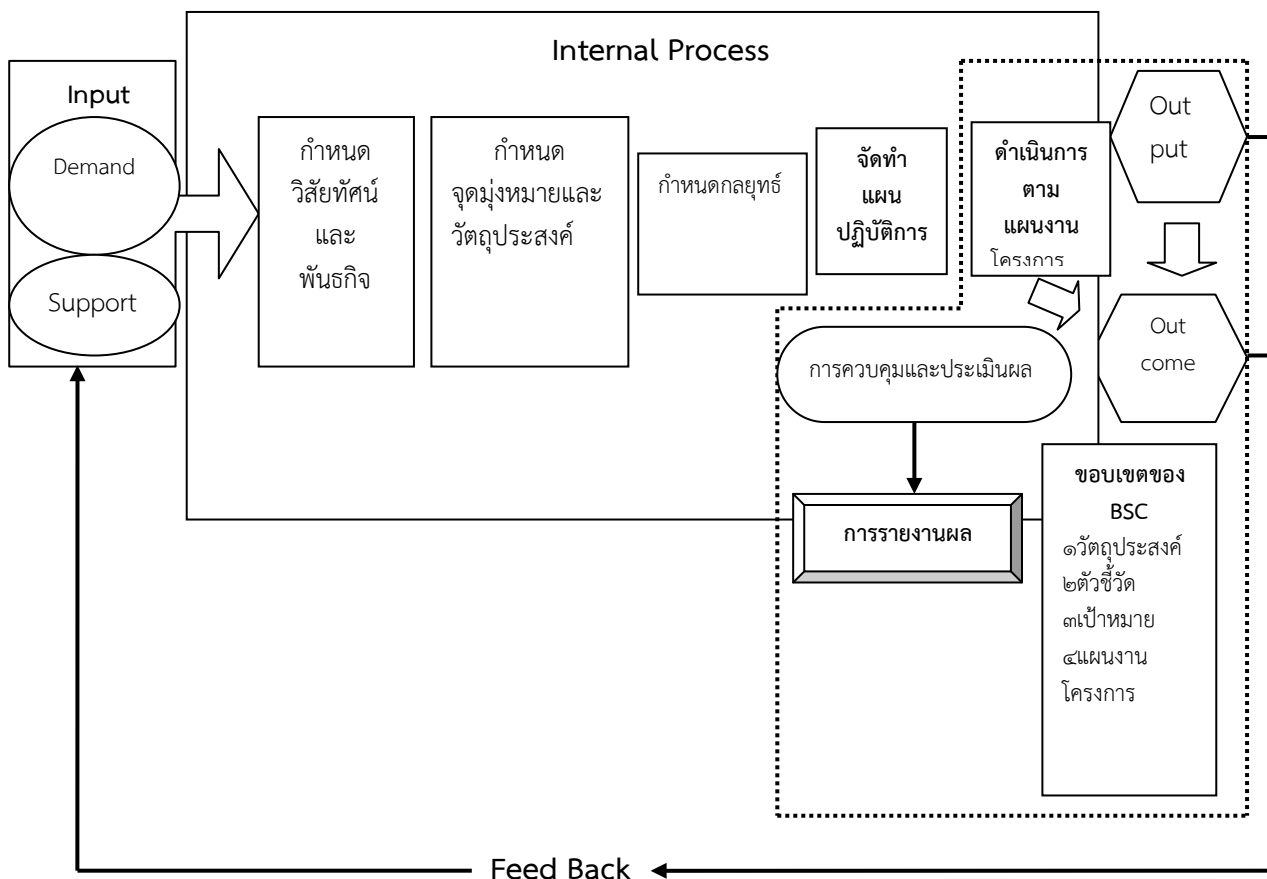 Internal Process
Input
Demand
Support
กำหนด
วิสัยทัศน์
และ
พันธกิจ
กำหนด
จุดมุ่งหมายและ
วัตถุประสงค์
กำหนดกลยุทธ์
จัดทำ
แผน
ปฏิบัติการ
ดำเนินการ
ตาม
แผนงาน
โครงการ
Out
put
Out
come
การควบคุมและประเมินผล
การรายงานผล
ขอบเขตของ
BSC
๑วัตถุประสงค์
๒ตัวชี้วัด
๓เป้าหมาย
๔แผนงาน
โครงการ
Feed Back